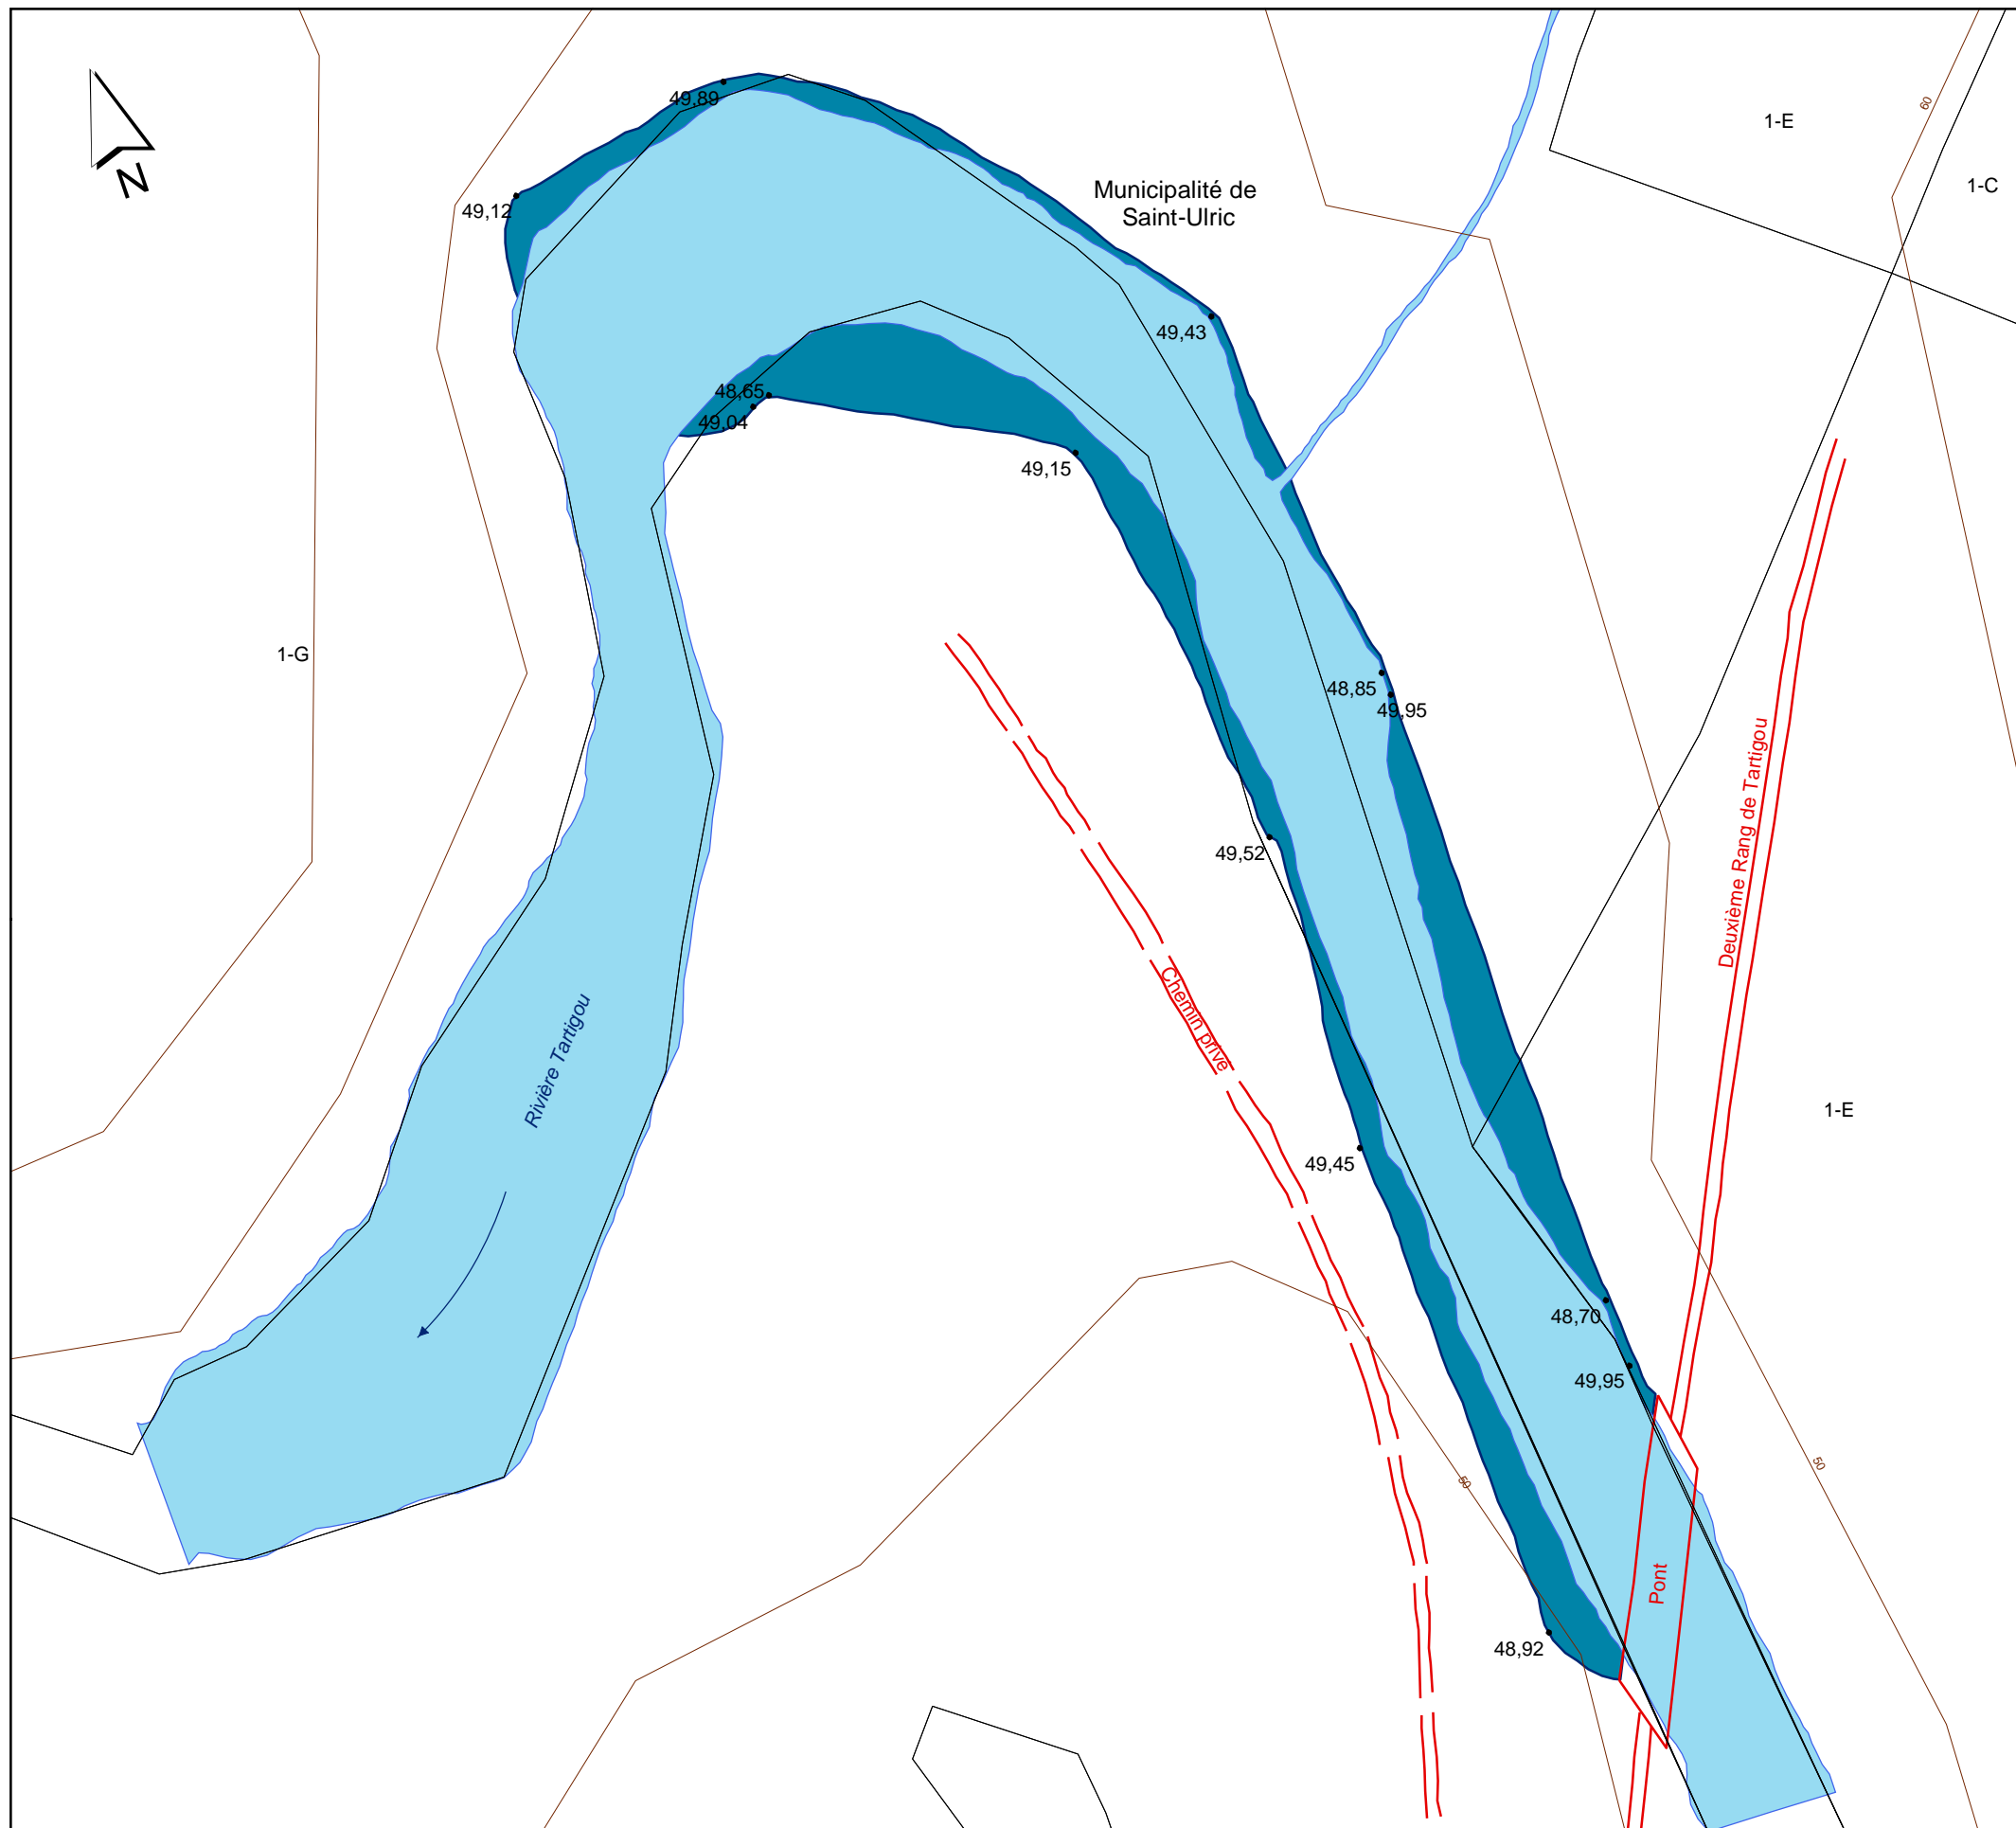 49,89
60
1-E
Municipalité de
Saint-Ulric
1-C
49,12
N
49,43
48,65
49,04
49,15
1-G
48,85
49,95
Deuxième Rang de Tartigou
49,52
Chemin privé
Rivière Tartigou
1-E
49,45
48,70
49,95
50
50
Pont
48,92